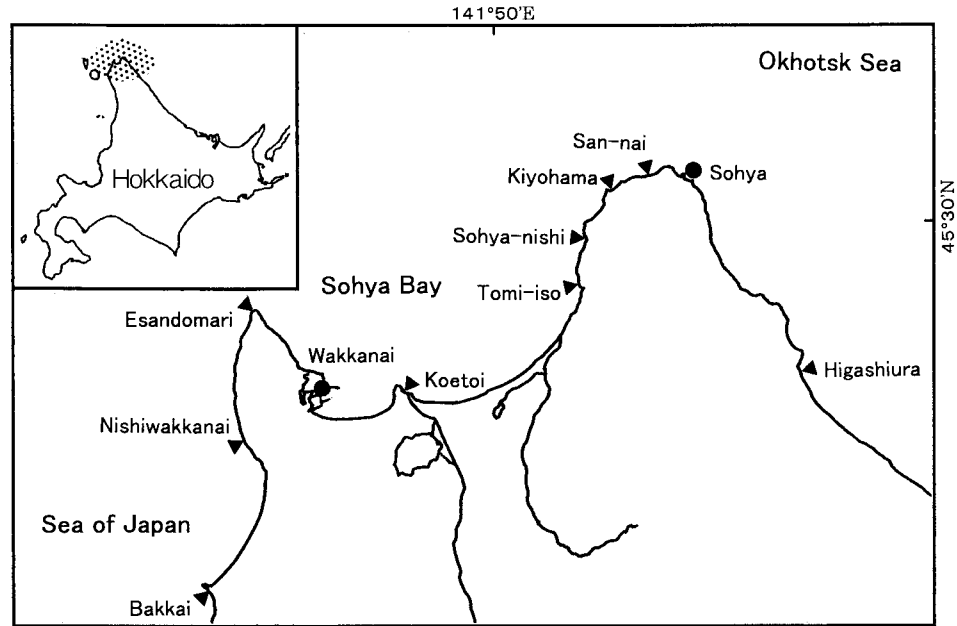 141°50'E
Okhotsk Sea
Hokkaido
San-nai
Kiyohama
Sohya
Sohya-nishi
45°30'N
Sohya Bay
Tomi-iso
Esandomari
Wakkanai
Koetoi
Higashiura
Nishiwakkanai
Sea of Japan
Bakkai